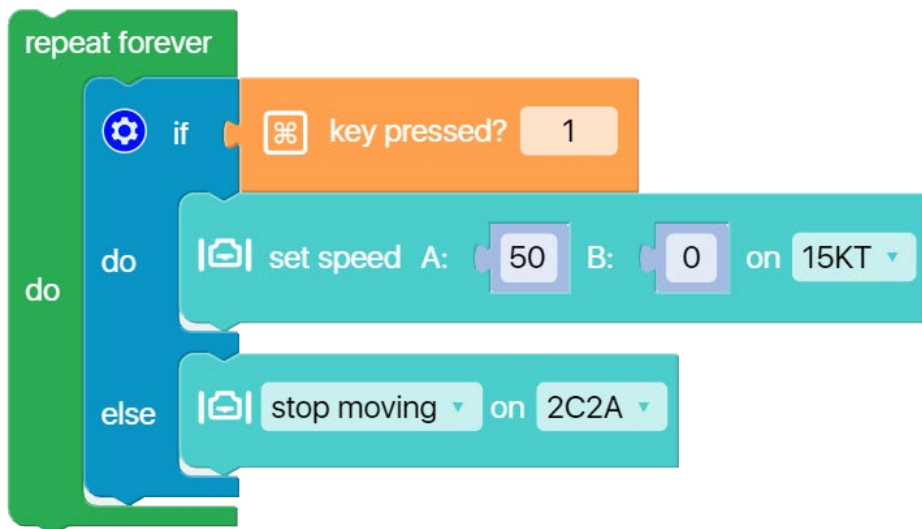 repeat forever
if ⌘ key pressed? 1
do set speed A: 50 B: 0 on 15KT
do
else stop moving on 2C2A